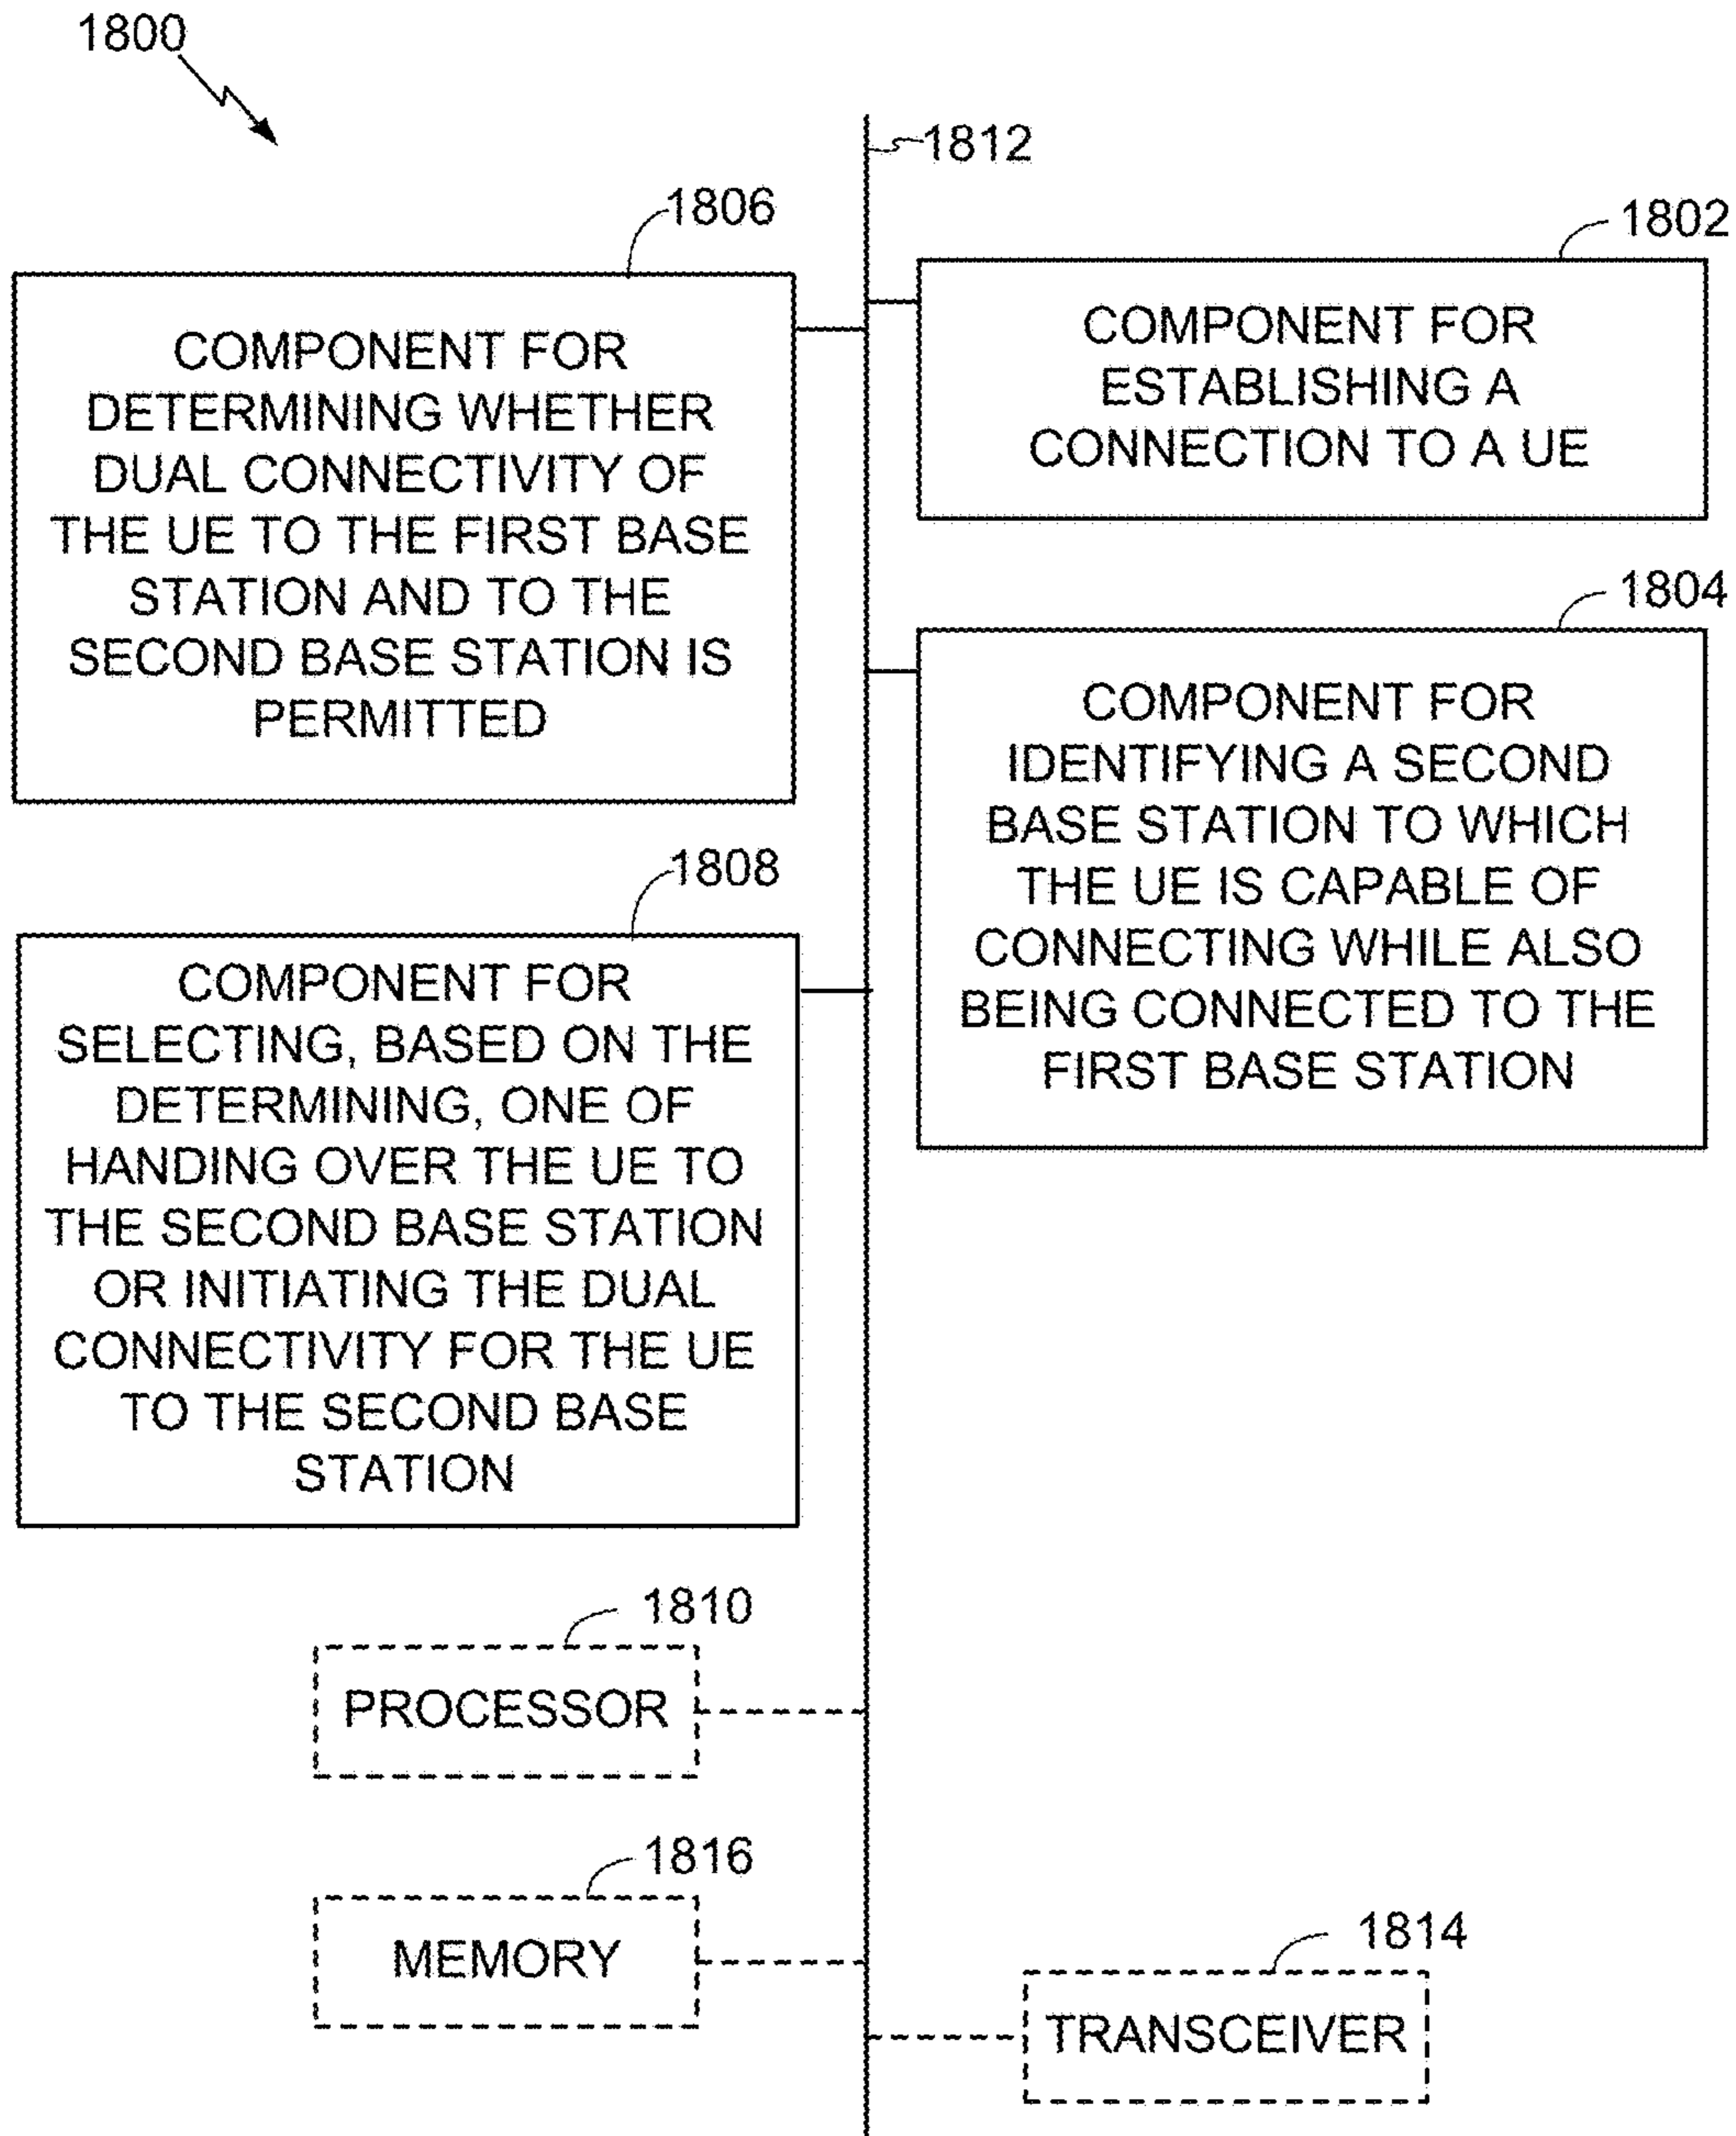 1800
1812
1806
COMPONENT FOR
DETERMINING WHETHER
DUAL CONNECTIVITY OF
THE UE TO THE FIRST BASE
STATION AND TO THE
SECOND BASE STATION IS
PERMITTED
1802
COMPONENT FOR
ESTABLISHING A
CONNECTION TO A UE
1804
COMPONENT FOR
IDENTIFYING A SECOND
BASE STATION TO WHICH
THE UE IS CAPABLE OF
CONNECTING WHILE ALSO
BEING CONNECTED TO THE
FIRST BASE STATION
1808
COMPONENT FOR
SELECTING, BASED ON THE
DETERMINING, ONE OF
HANDING OVER THE UE TO
THE SECOND BASE STATION
OR INITIATING THE DUAL
CONNECTIVITY FOR THE UE
TO THE SECOND BASE
STATION
1810
PROCESSOR
1816
MEMORY
1814
TRANSCEIVER